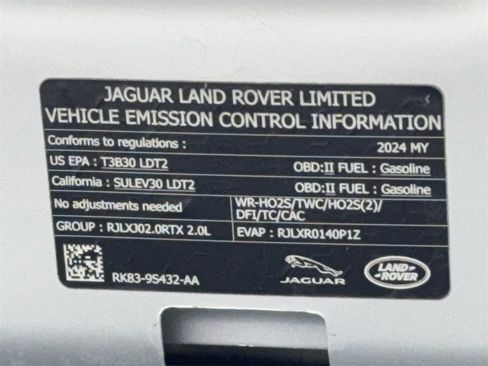 JAGUAR LAND ROVER LIMITED
VEHICLE EMISSION CONTROL INFORMATION
Conforms to regulations : 2024 MY
US EPA : T3B30 LDT2 OBD:II FUEL : Gasoline
California : SULEV30 LDT2 OBD:II FUEL : Gasoline
No adjustments needed WR-HO2S/TWC/HO2S(2)/
DFI/TC/CAC
GROUP : RJLXJ02.0RTX 2.0L EVAP : RJLXR0140P1Z
RK83-9S432-AA
JAGUAR
LAND ROVER